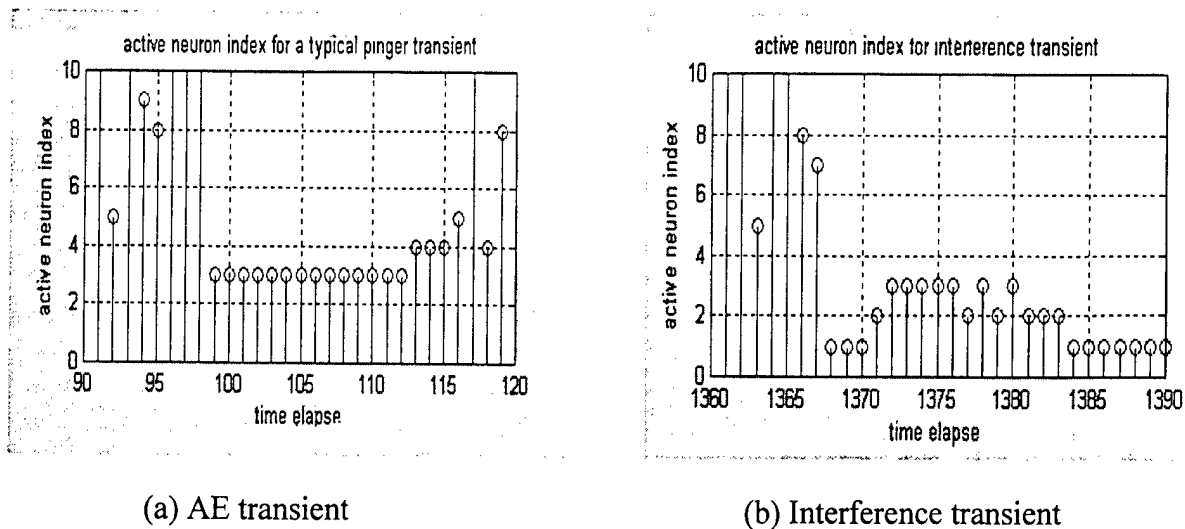 active neuron index for a typical pinger transient
10
8
6
4
2
0
active neuron index
90 95 100 105 110 115 120
time elapse
(a) AE transient
active neuron index for interference transient
10
8
6
4
2
0
active neuron index
1360 1365 1370 1375 1380 1385 1390
time elapse
(b) Interference transient